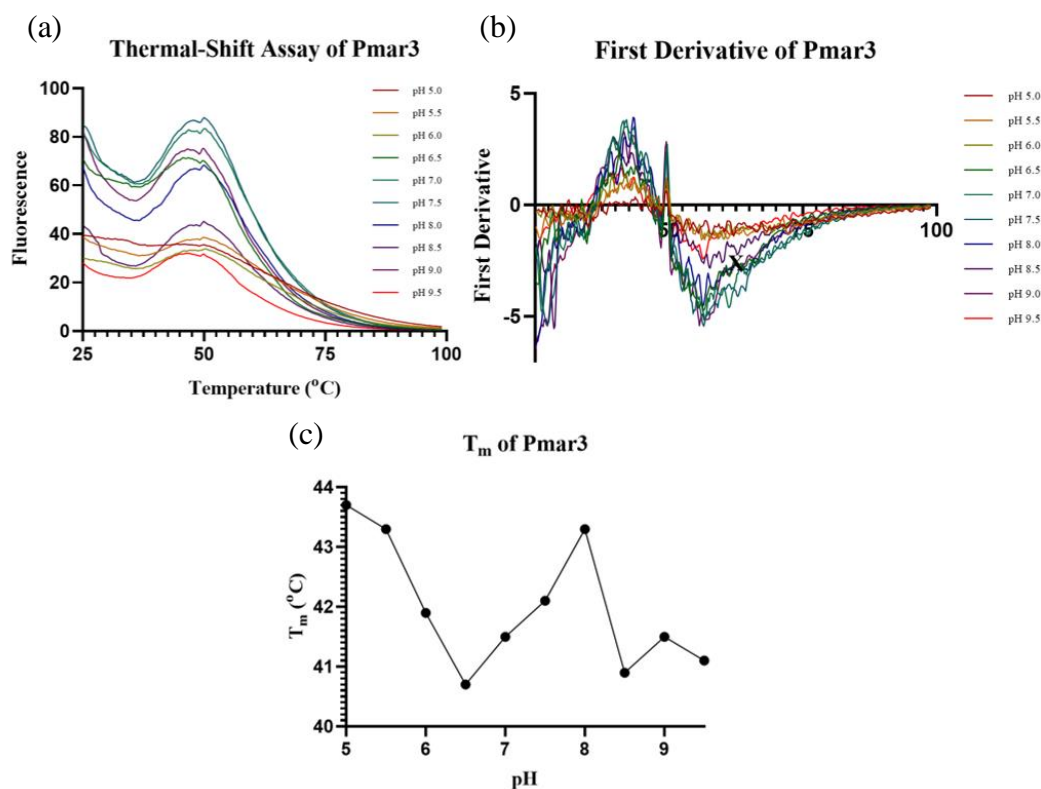 (a)
Thermal-Shift Assay of Pmar3
100
80
60
40
20
0
Fluorescence
25
50
75
100
Temperature (°C)
pH 5.0
pH 5.5
pH 6.0
pH 6.5
pH 7.0
pH 7.5
pH 8.0
pH 8.5
pH 9.0
pH 9.5
(b)
First Derivative of Pmar3
5
0
-5
First Derivative
X
100
pH 5.0
pH 5.5
pH 6.0
pH 6.5
pH 7.0
pH 7.5
pH 8.0
pH 8.5
pH 9.0
pH 9.5
(c)
Tm of Pmar3
44
43
42
41
40
Tm (°C)
5
6
7
8
9
pH